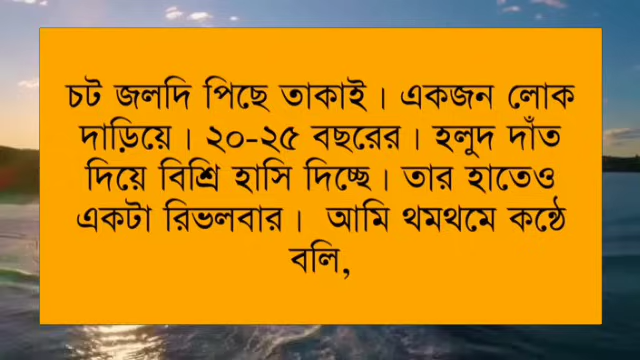 চট জলদি পিছে তাকাই। একজন লোক
দাড়িয়ে। ২০-২৫ বছরের। হলুদ দাঁত
দিয়ে বিশ্রি হাসি দিচ্ছে। তার হাতেও
একটা রিভলবার। আমি থমথমে কন্ঠে
বলি,